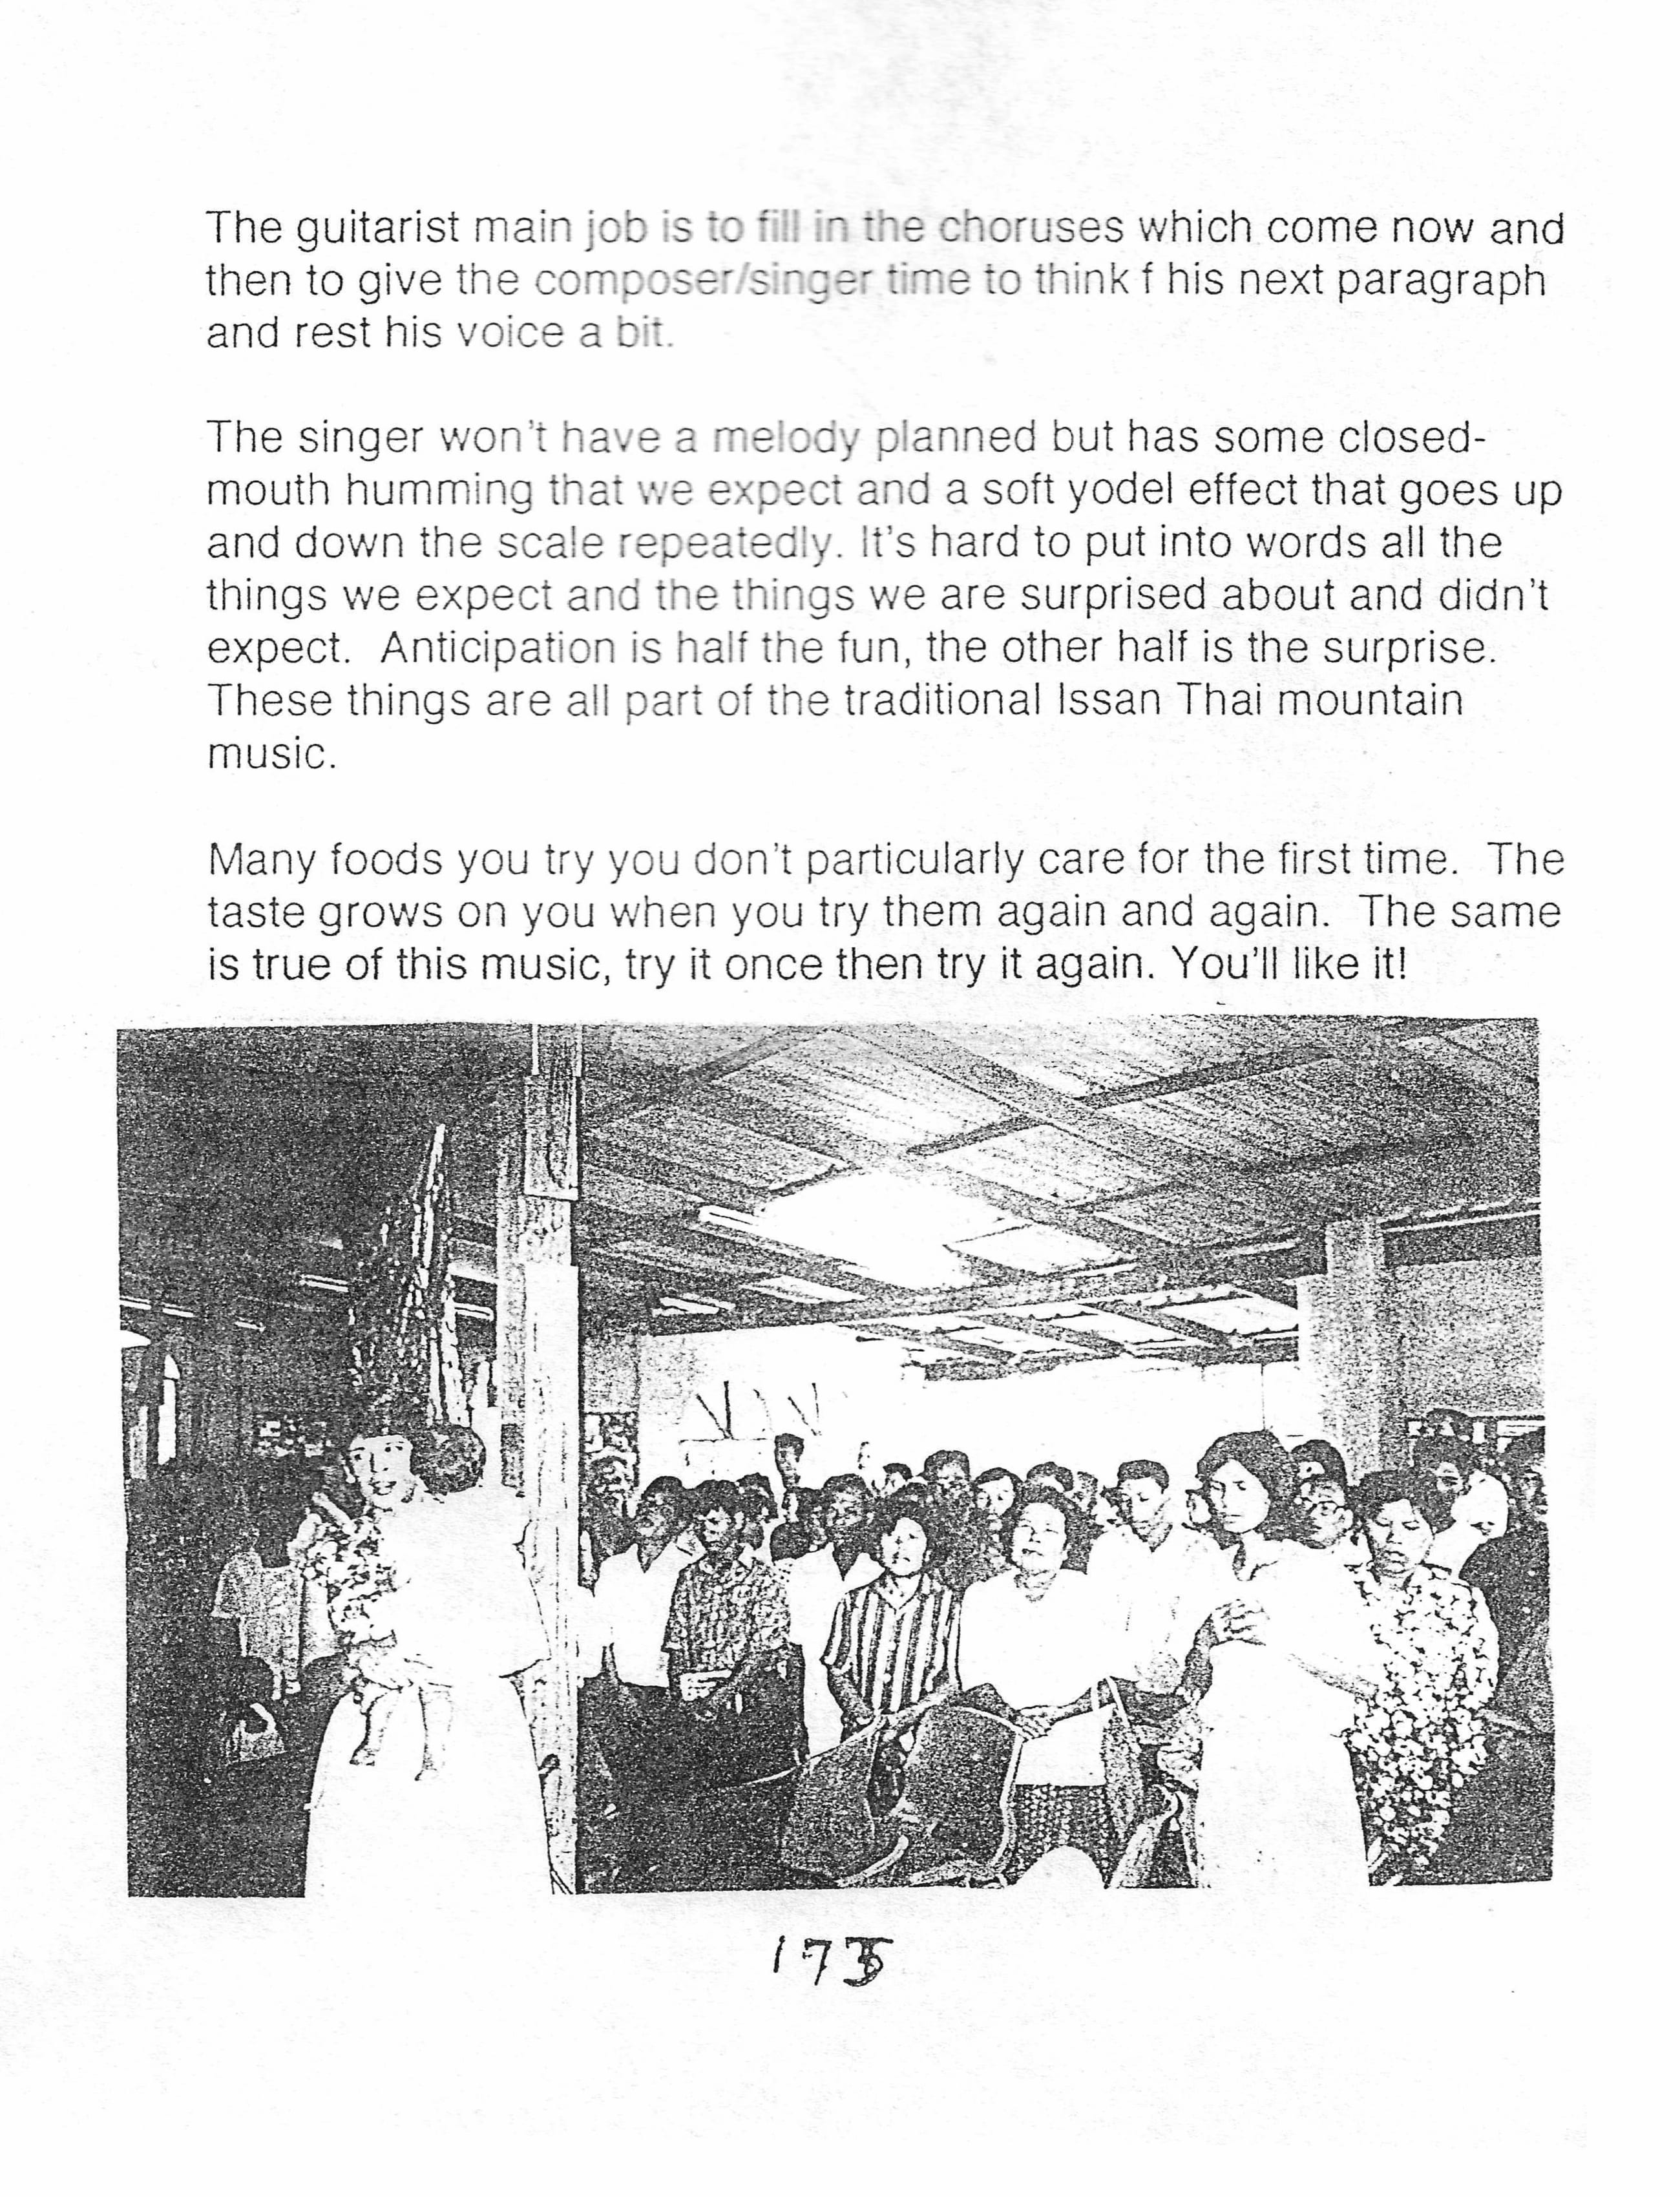 The guitarist main job is to fill in the choruses which come now and
then to give the composer/singer time to think f his next paragraph
and rest his voice a bit.
The singer won't have a melody planned but has some closed-
mouth humming that we expect and a soft yodel effect that goes up
and down the scale repeatedly. It's hard to put into words all the
things we expect and the things we are surprised about and didn't
expect.  Anticipation is half the fun, the other half is the surprise.
These things are all part of the traditional Issan Thai mountain
music.
Many foods you try you don't particularly care for the first time.  The
taste grows on you when you try them again and again.  The same
is true of this music, try it once then try it again. You'll like it!